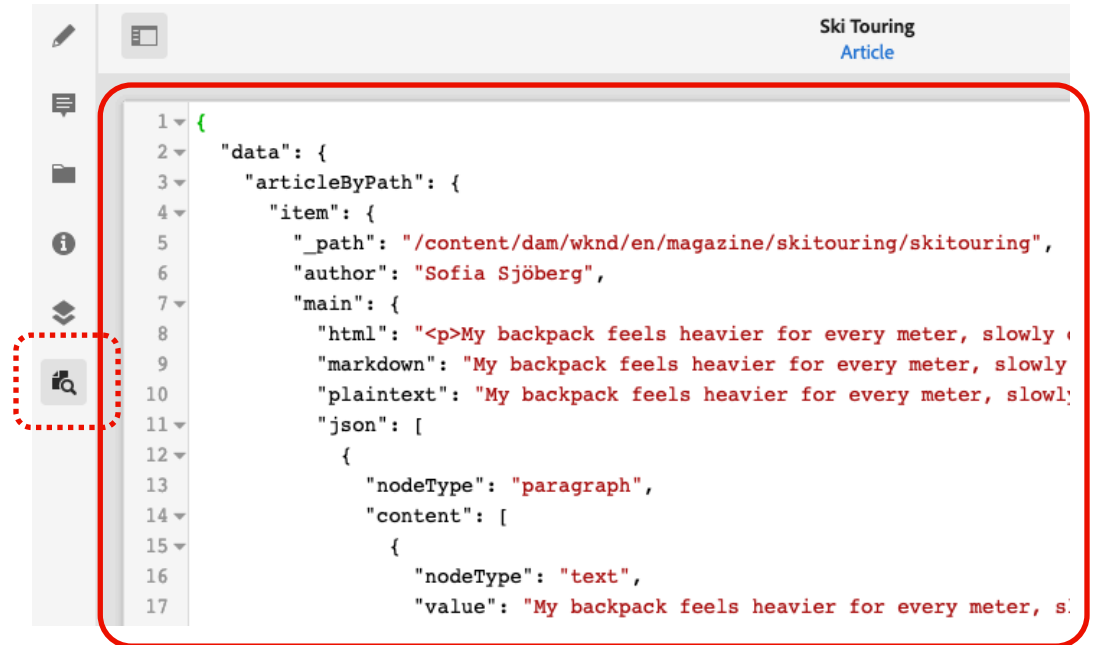 Ski Touring
Article
1 {
2 "data": {
3 "articleByPath": {
4 "item": {
5 "_path": "/content/dam/wknd/en/magazine/skitouring/skitouring",
6 "author": "Sofia Sjöberg",
7 "main": {
8 "html": "<p>My backpack feels heavier for every meter, slowly
9 "markdown": "My backpack feels heavier for every meter, slowly
10 "plaintext": "My backpack feels heavier for every meter, slowly
11 "json": [
12 {
13 "nodeType": "paragraph",
14 "content": [
15 {
16 "nodeType": "text",
17 "value": "My backpack feels heavier for every meter,